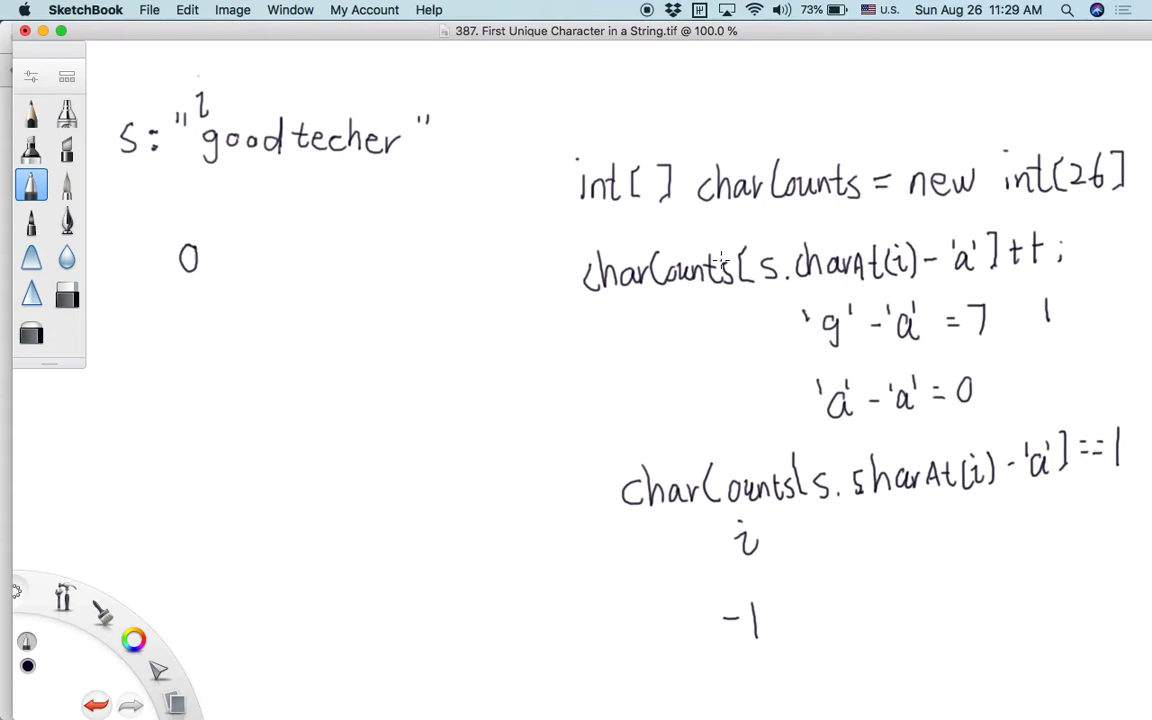 SketchBook File Edit Image Window My Account Help 73% U.S. Sun Aug 26 11:29 AM
387. First Unique Character in a String.tif @ 100.0 %
i
s: "goodtecher"
int[ ] charCounts = new int[26]
charCounts[s.charAt(i) - 'a']++;
0
'g' - 'a' = 7 1
'a' - 'a' = 0
charCounts[s.charAt(i) - 'a'] == 1
i
-1